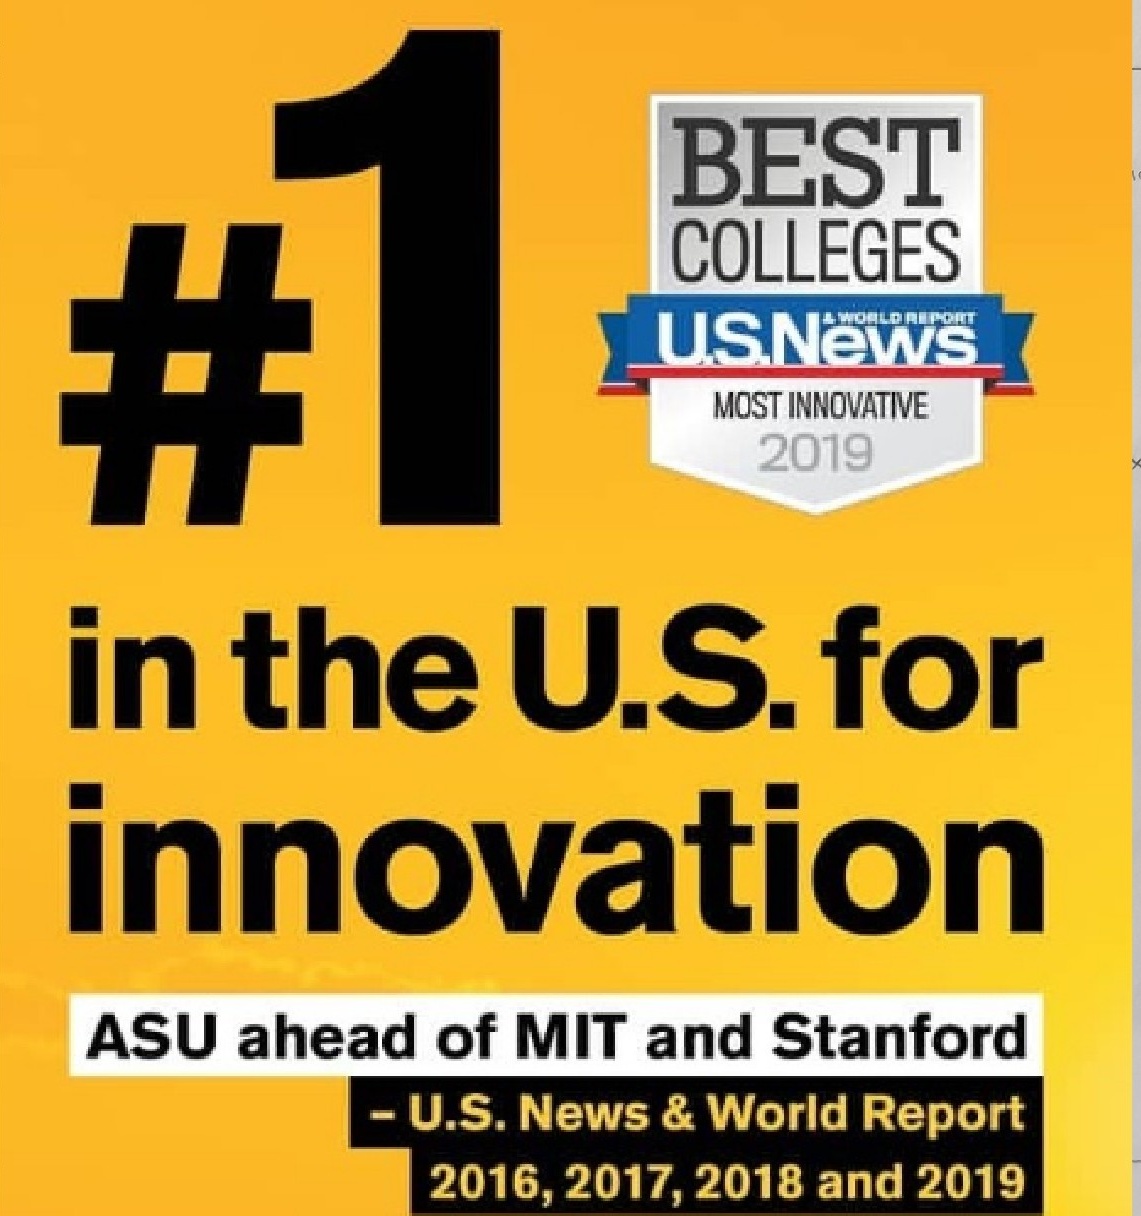 #1
BEST
COLLEGES
U.S.News
& WORLD REPORT
MOST INNOVATIVE
2019
in the U.S. for
innovation
ASU ahead of MIT and Stanford
– U.S. News & World Report
2016, 2017, 2018 and 2019